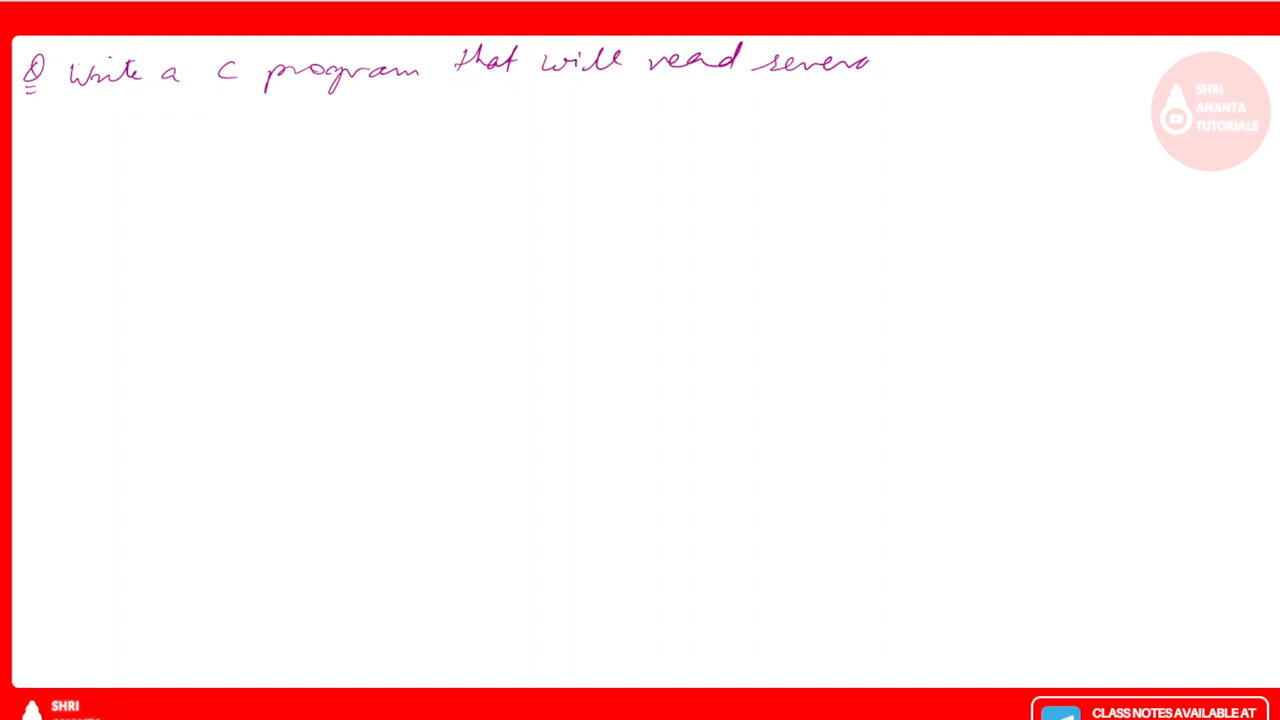 Q Write a C program that will read severa
SHRI
ANANTA
TUTORIALS
SHRI
CLASS NOTES AVAILABLE AT